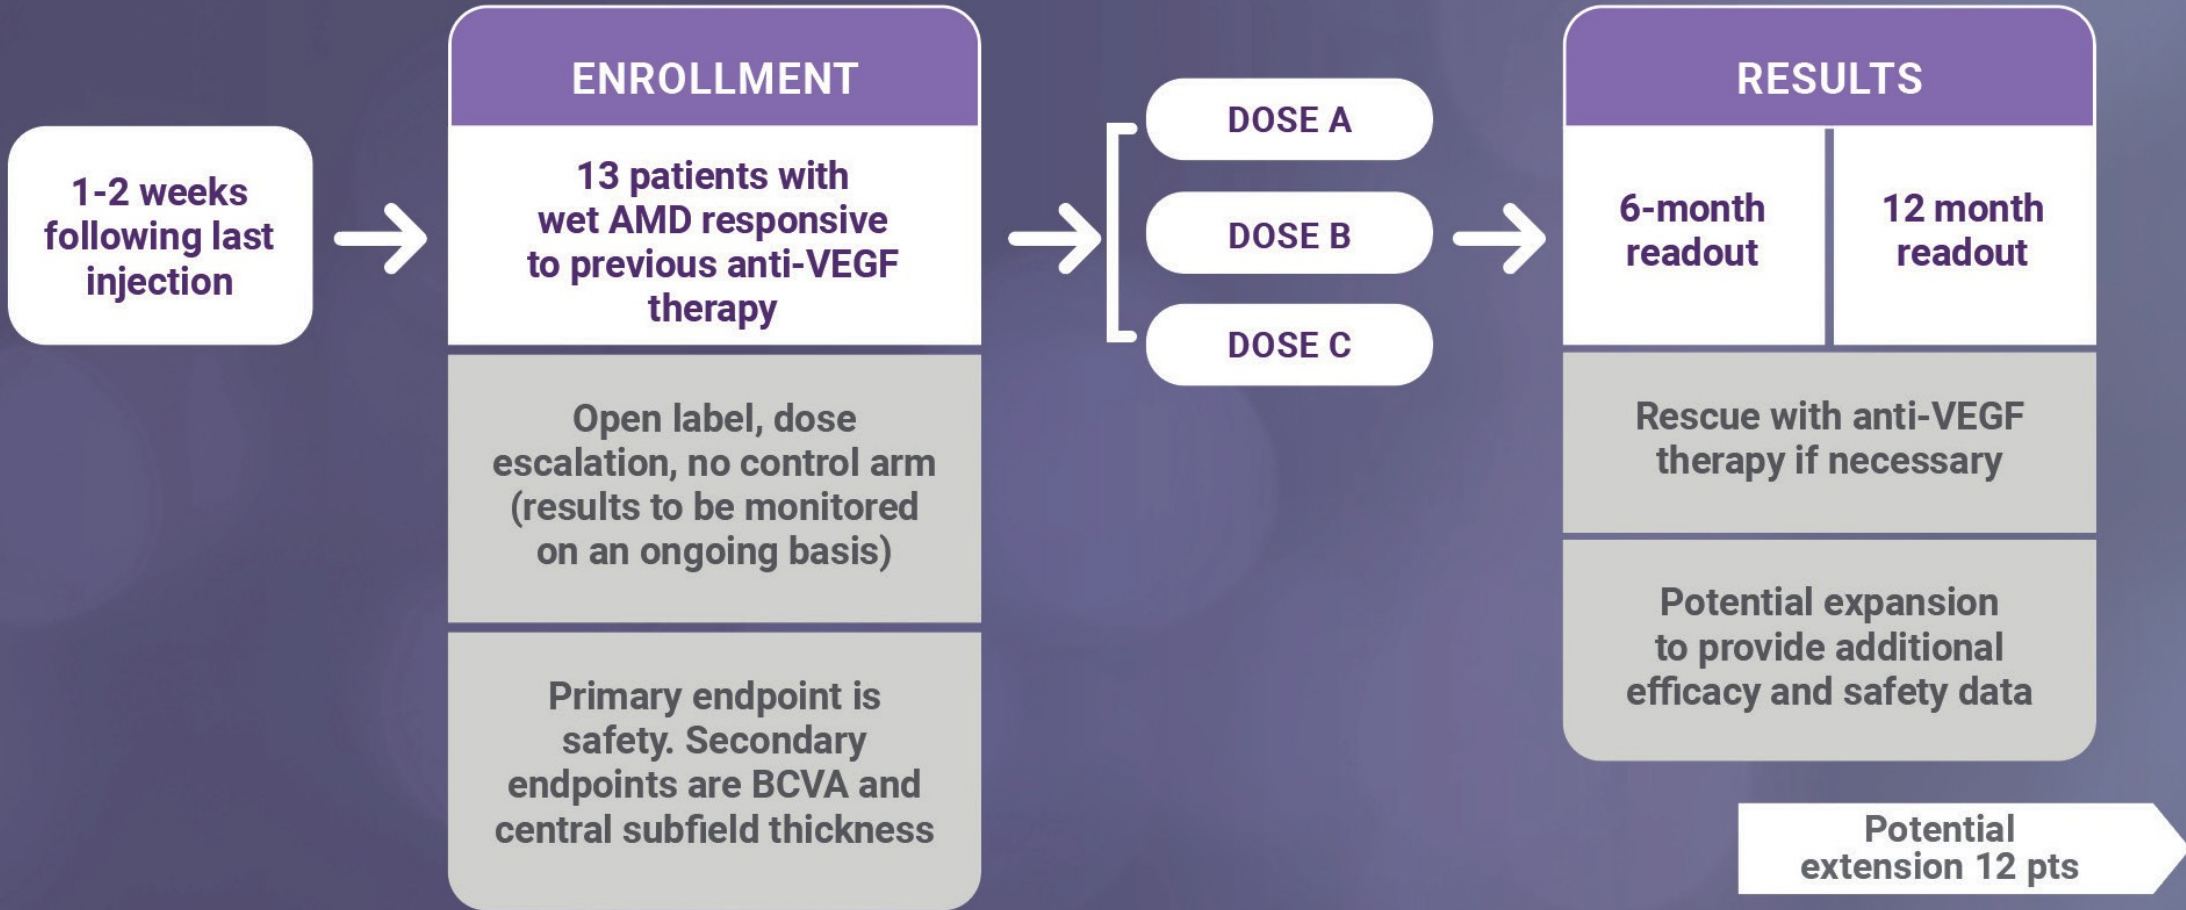 1-2 weeks
following last
injection
ENROLLMENT
13 patients with
wet AMD responsive
to previous anti-VEGF
therapy
Open label, dose
escalation, no control arm
(results to be monitored
on an ongoing basis)
Primary endpoint is
safety. Secondary
endpoints are BCVA and
central subfield thickness
DOSE A
DOSE B
DOSE C
RESULTS
6-month
readout
12 month
readout
Rescue with anti-VEGF
therapy if necessary
Potential expansion
to provide additional
efficacy and safety data
Potential
extension 12 pts